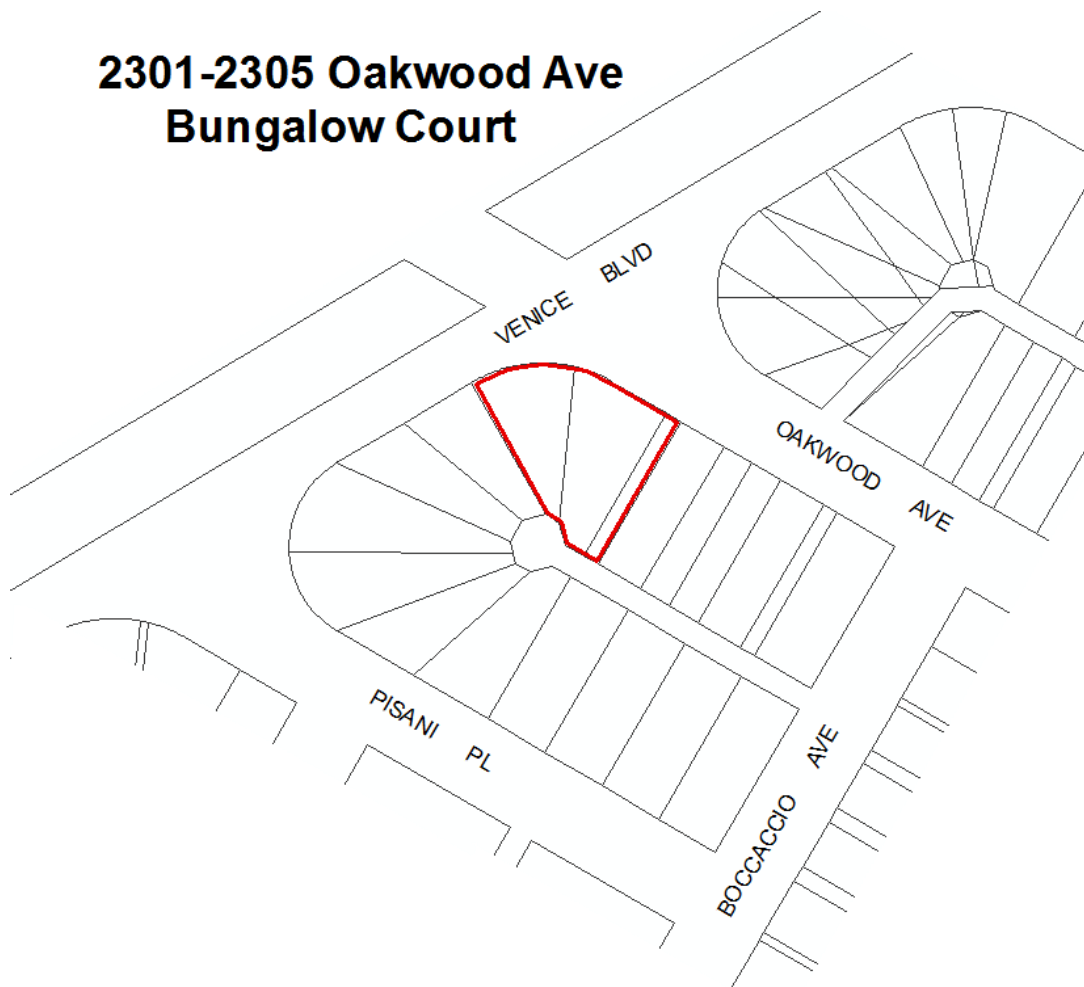 2301-2305 Oakwood Ave
Bungalow Court
VENICE BLVD
OAKWOOD AVE
PISANI PL
BOCCACCIO AVE